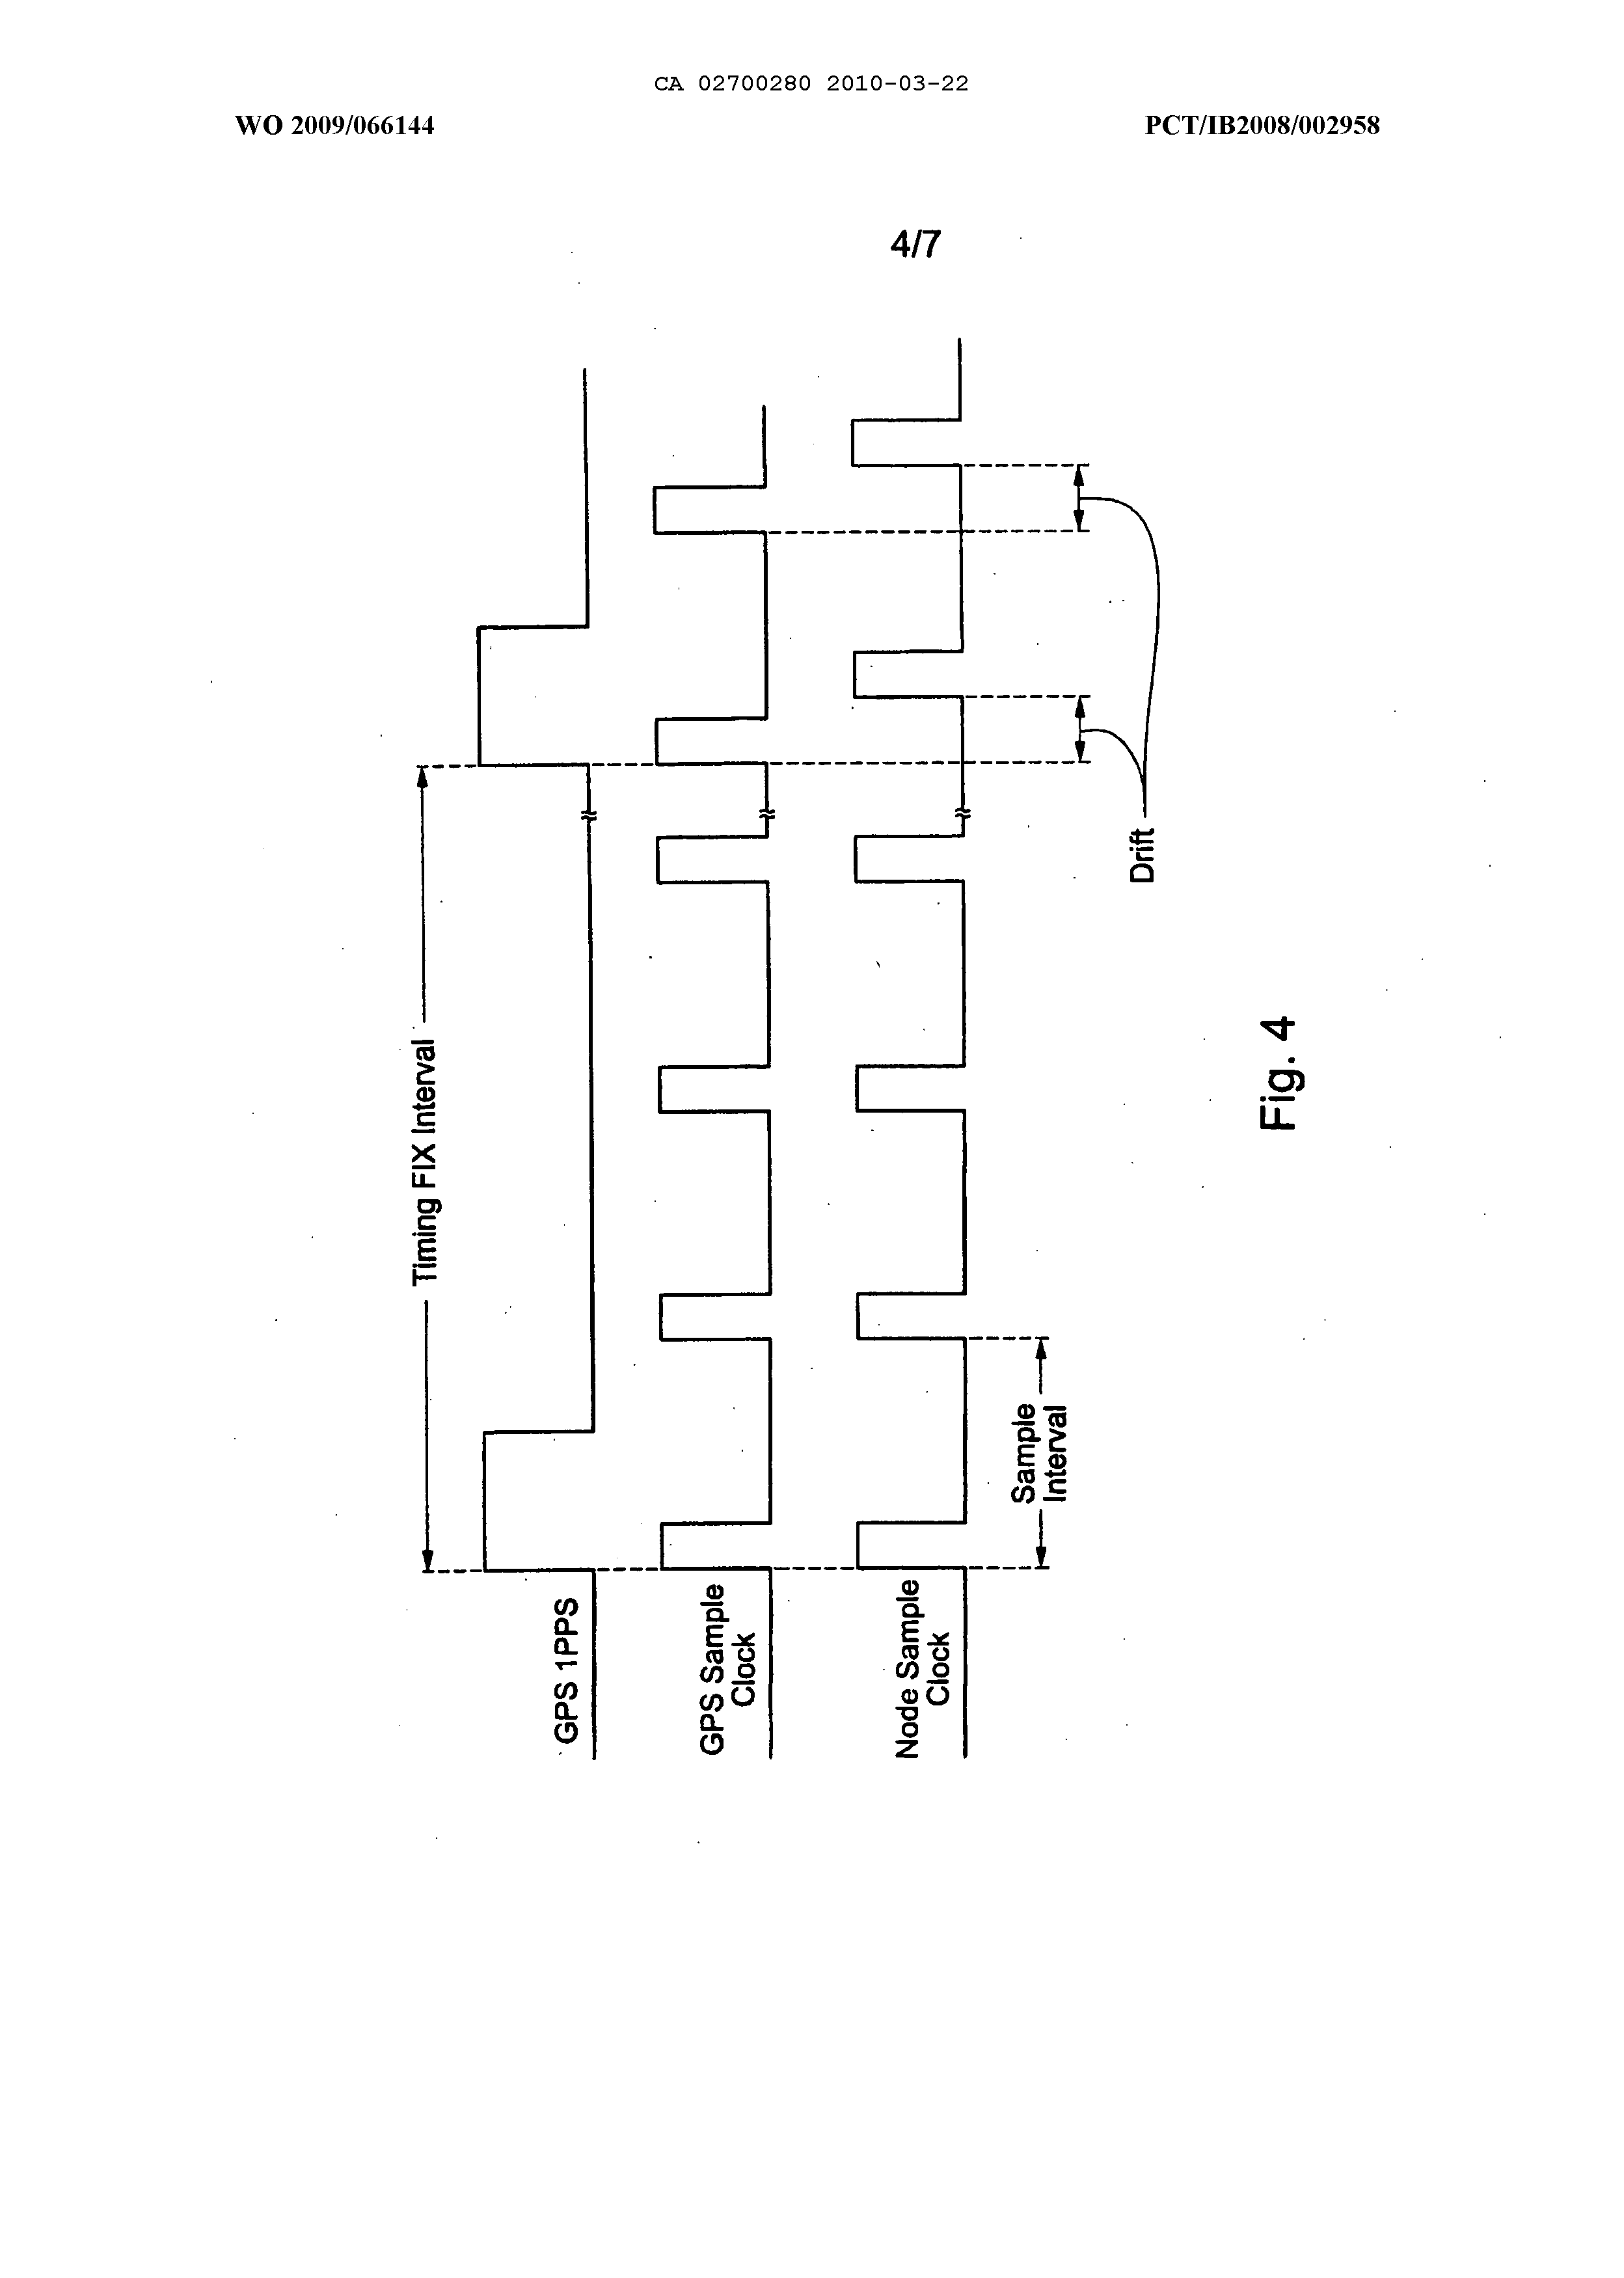 CA 02700280 2010-03-22
WO 2009/066144
PCT/IB2008/002958
4/7
Timing FIX Interval
GPS 1PPS
GPS Sample
Clock
Node Sample
Clock
Sample
Interval
Drift
Fig. 4